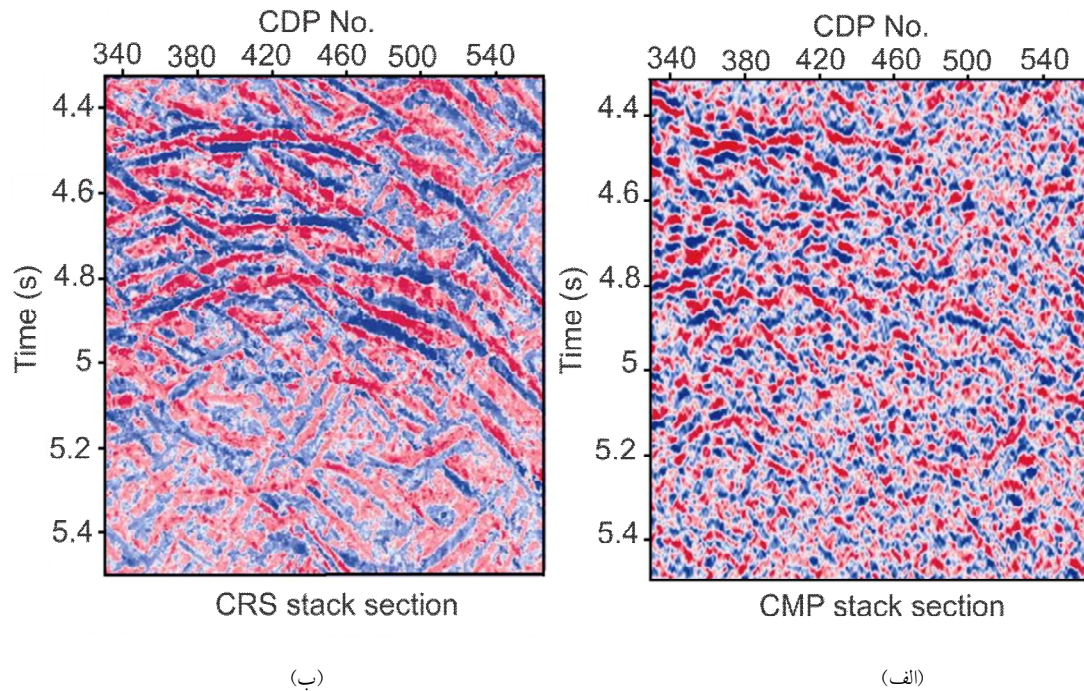 CDP No.
340 380 420 460 500 540
4.4
4.6
4.8
5
5.2
5.4
Time (s)
CRS stack section
(ب)
CDP No.
340 380 420 460 500 540
4.4
4.6
4.8
5
5.2
5.4
Time (s)
CMP stack section
(الف)